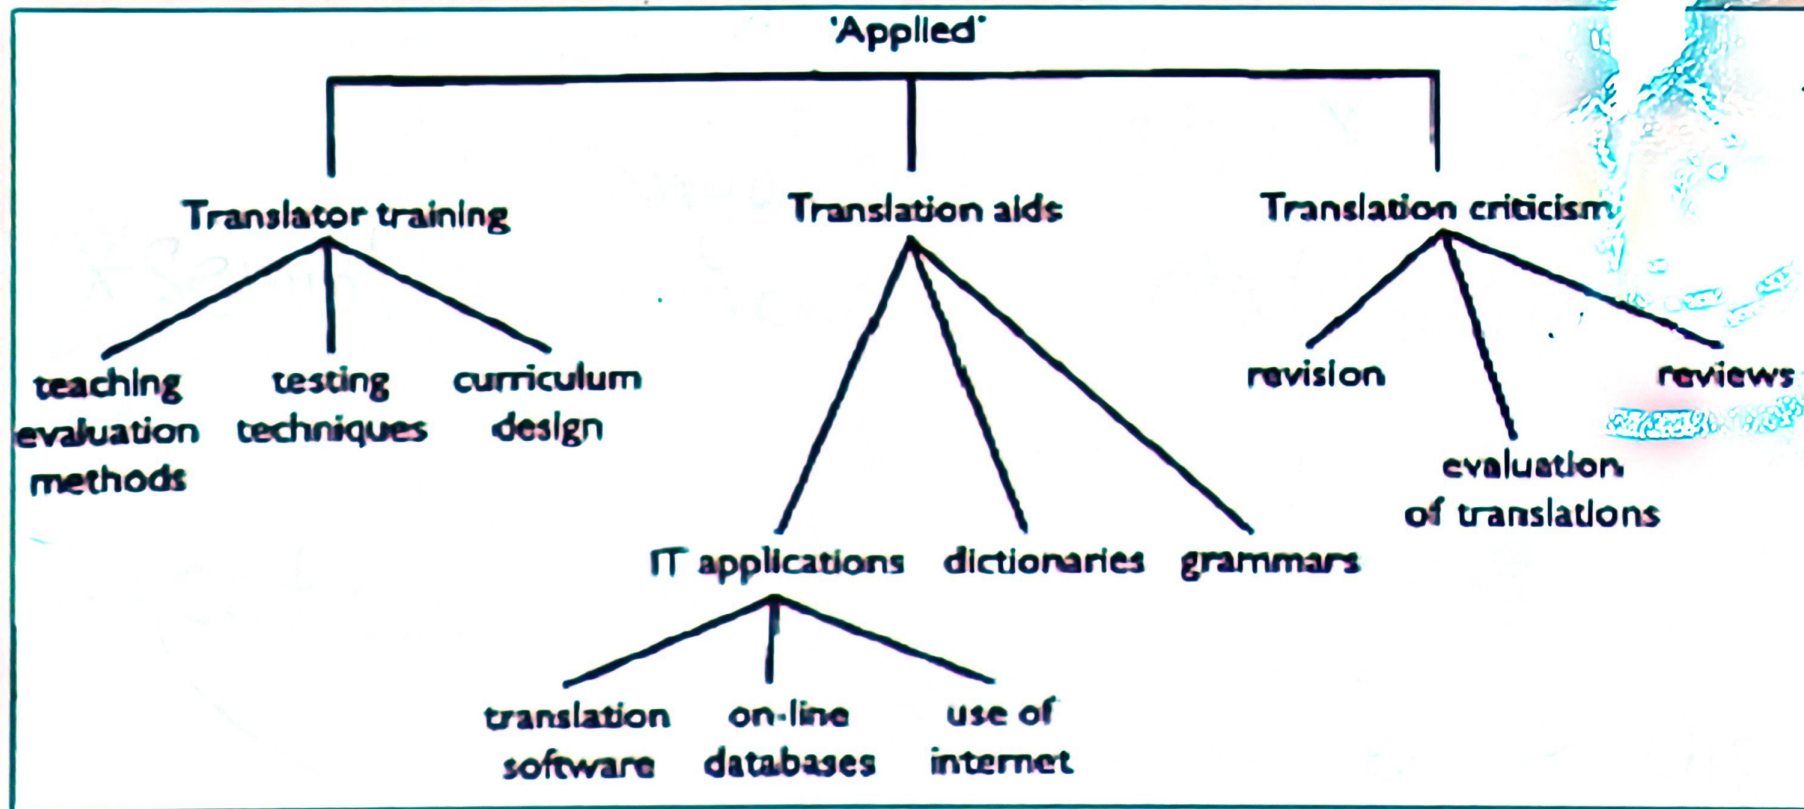 'Applied'
Translator training
Translation aids
Translation criticism
teaching
evaluation
methods
testing
techniques
curriculum
design
IT applications
dictionaries
grammars
revision
evaluation
of translations
reviews
translation
software
on-line
databases
use of
internet